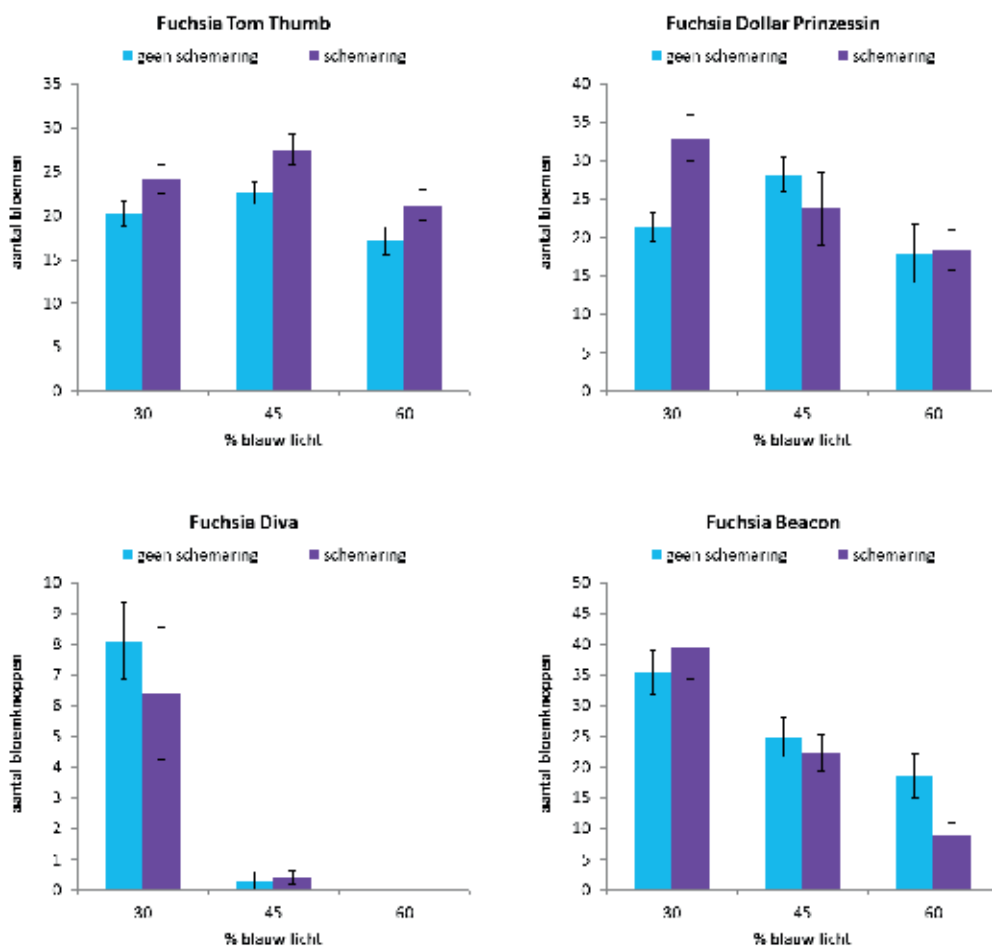 Fuchsia Tom Thumb
geen schemering
schemering
aantal bloemen
35
30
25
20
15
10
5
0
30
45
60
% blauw licht
Fuchsia Dollar Prinzessin
geen schemering
schemering
aantal bloemen
40
35
30
25
20
15
10
5
0
30
45
60
% blauw licht
Fuchsia Diva
geen schemering
schemering
aantal bloemknoppen
10
9
8
7
6
5
4
3
2
1
0
30
45
60
% blauw licht
Fuchsia Beacon
geen schemering
schemering
aantal bloemknoppen
50
45
40
35
30
25
20
15
10
5
0
30
45
60
% blauw licht